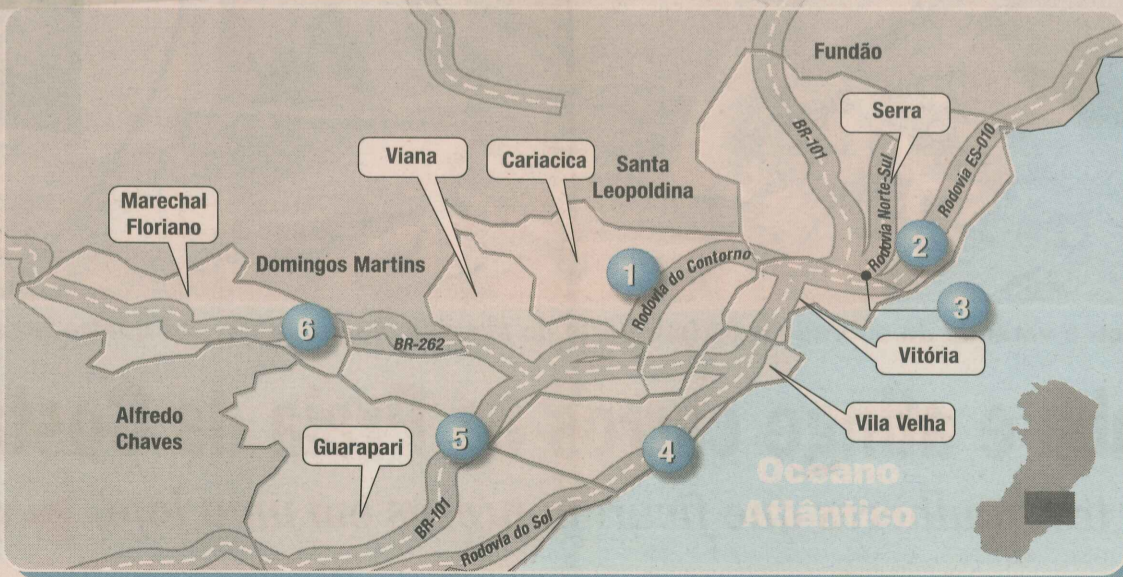 Fundão
Serra
BR-101
Rodovia Norte-Sul
Rodovia ES-010
Viana
Cariacica
Santa
Leopoldina
Marechal
Floriano
Domingos Martins
1
Rodovia do Contorno
2
3
6
BR-262
Vitória
Alfredo
Chaves
Guarapari
5
4
Vila Velha
Oceano
Atlântico
BR-101
Rodovia do Sol